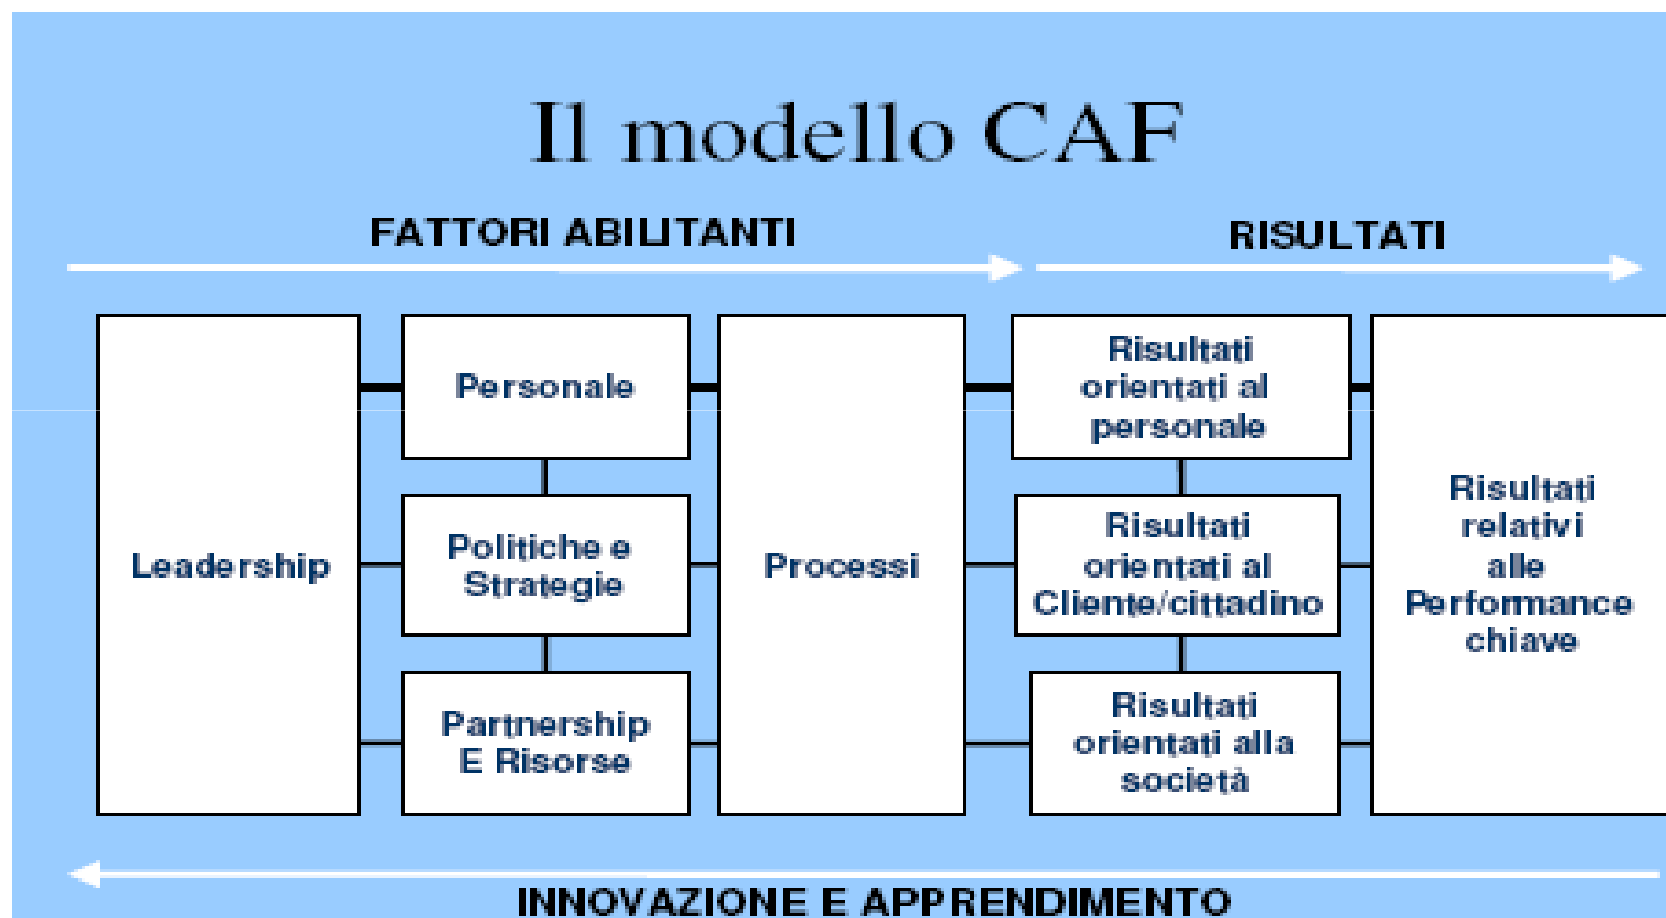 Il modello CAF
FATTORI ABILITANTI
RISULTATI
Leadership
Personale
Politiche e
Strategie
Partnership
E Risorse
Processi
Risultati
orientati al
personale
Risultati
orientati al
Cliente/cittadino
Risultati
orientati alla
società
Risultati
relativi
alle
Performance
chiave
INNOVAZIONE E APPRENDIMENTO